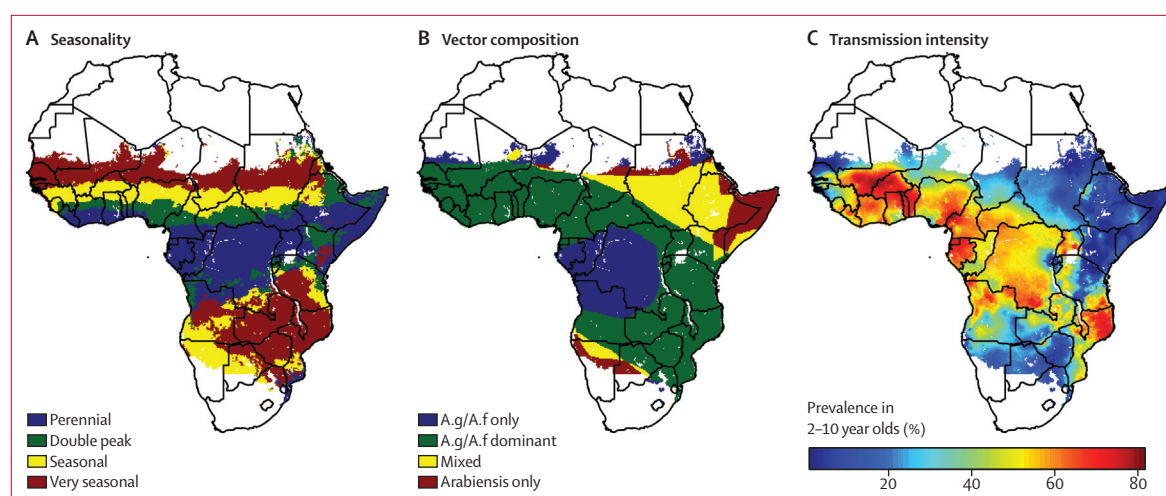 A Seasonality
B Vector composition
C Transmission intensity
Perennial
Double peak
Seasonal
Very seasonal
A.g/A.f only
A.g/A.f dominant
Mixed
Arabiensis only
Prevalence in
2–10 year olds (%)
20 40 60 80